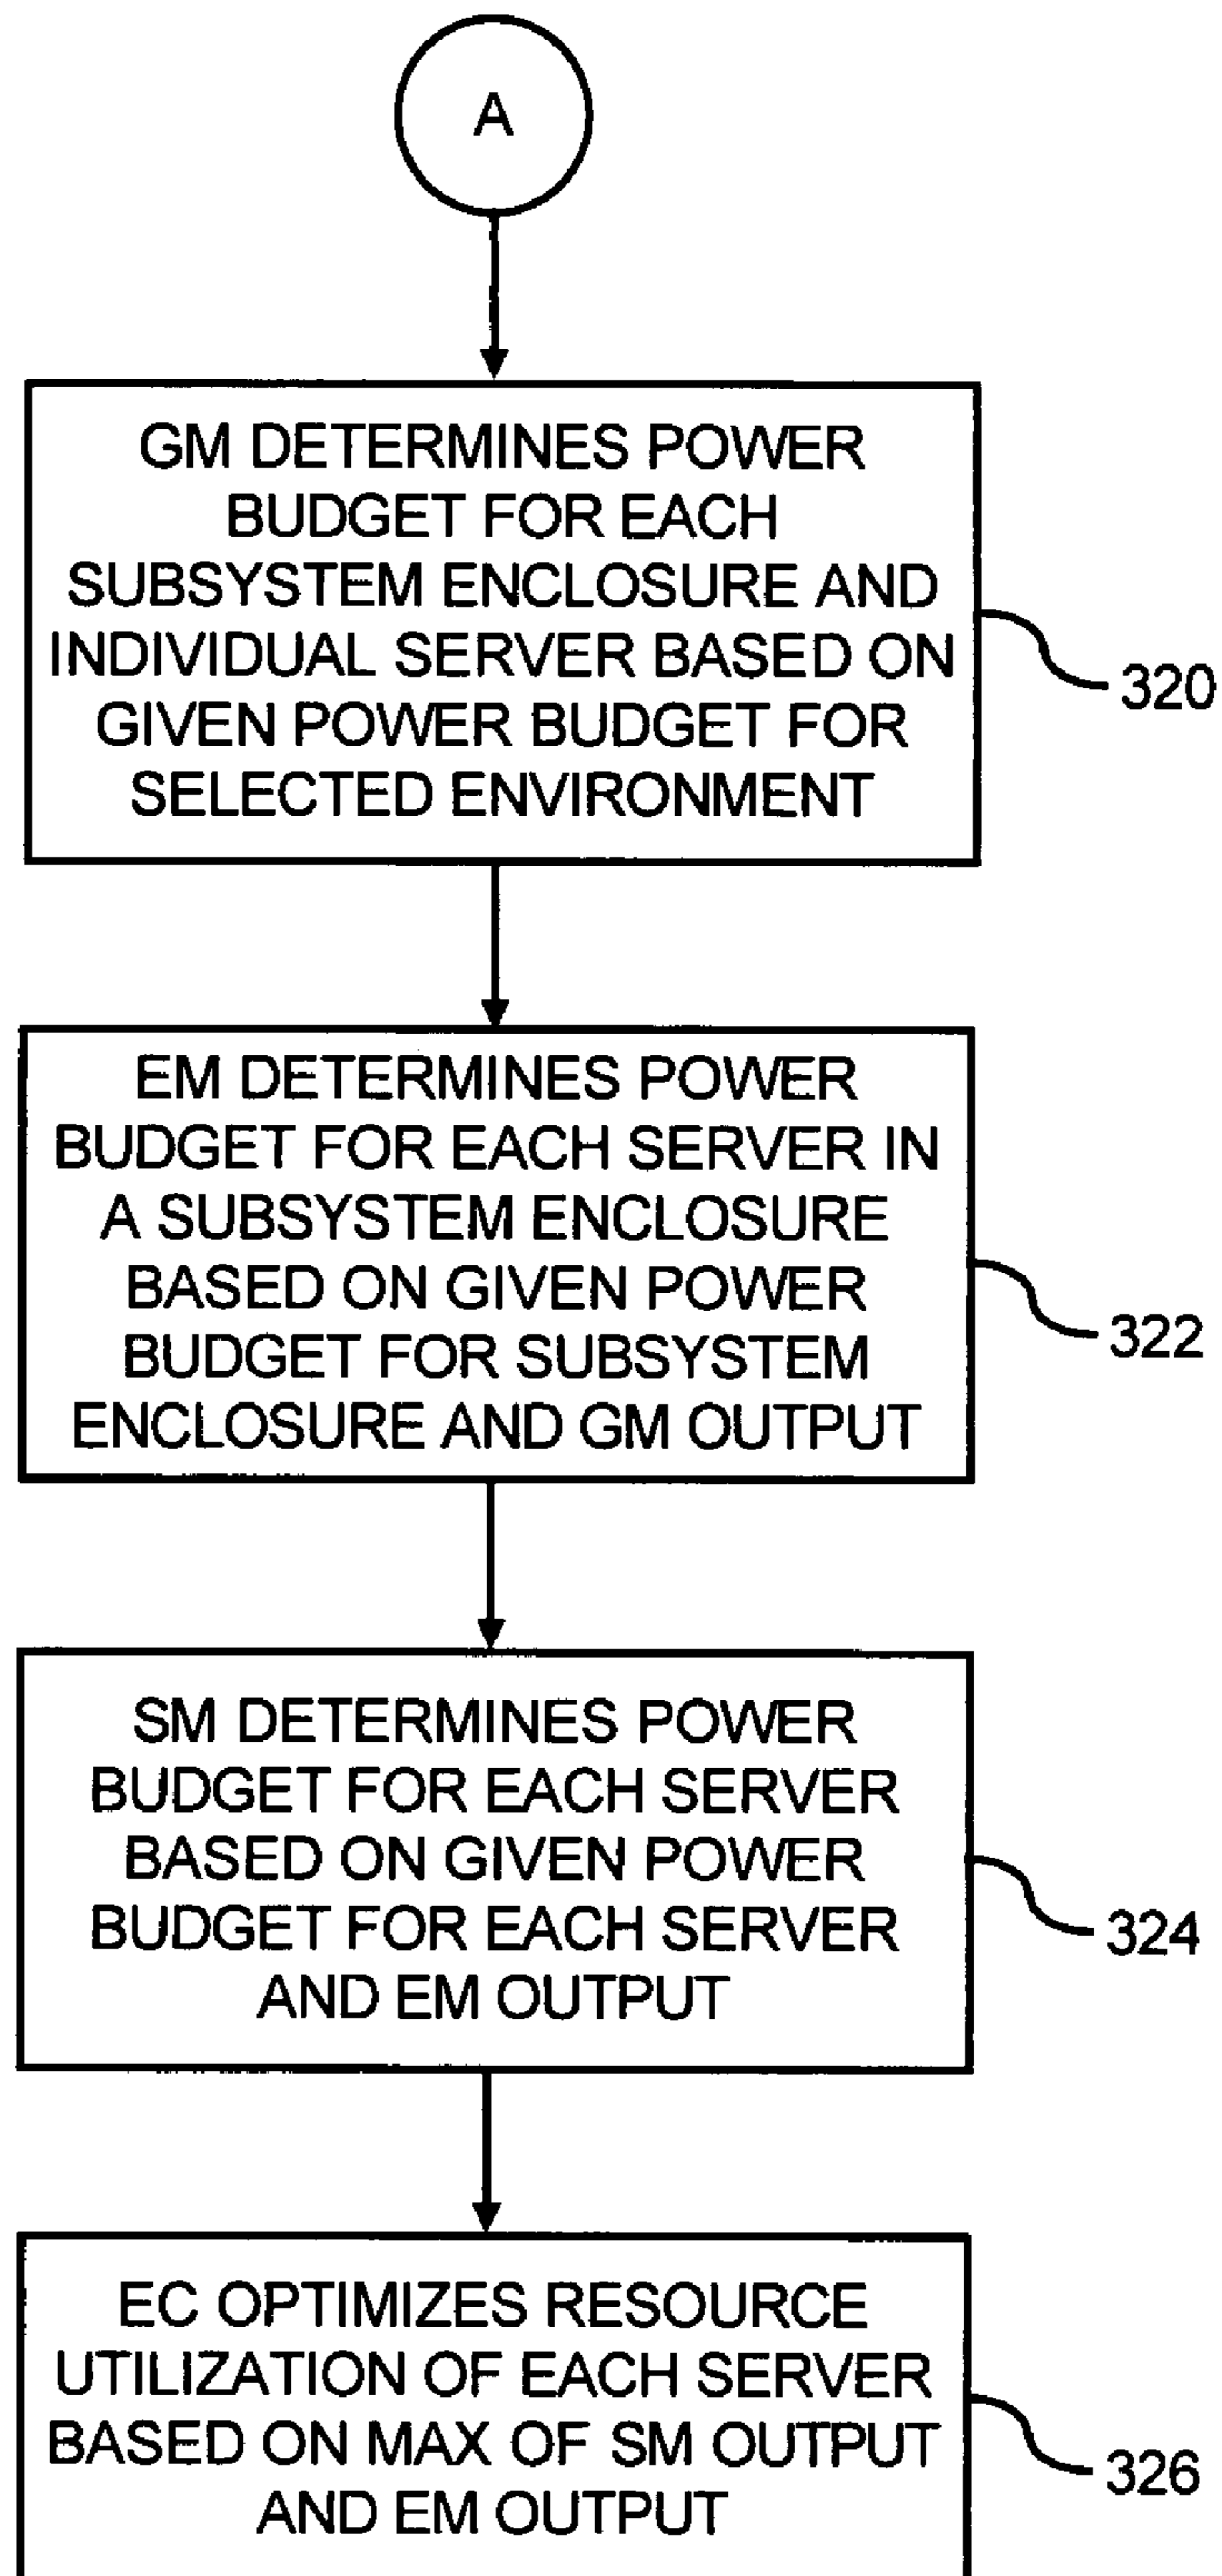 A
GM DETERMINES POWER
BUDGET FOR EACH
SUBSYSTEM ENCLOSURE AND
INDIVIDUAL SERVER BASED ON
GIVEN POWER BUDGET FOR
SELECTED ENVIRONMENT
320
EM DETERMINES POWER
BUDGET FOR EACH SERVER IN
A SUBSYSTEM ENCLOSURE
BASED ON GIVEN POWER
BUDGET FOR SUBSYSTEM
ENCLOSURE AND GM OUTPUT
322
SM DETERMINES POWER
BUDGET FOR EACH SERVER
BASED ON GIVEN POWER
BUDGET FOR EACH SERVER
AND EM OUTPUT
324
EC OPTIMIZES RESOURCE
UTILIZATION OF EACH SERVER
BASED ON MAX OF SM OUTPUT
AND EM OUTPUT
326